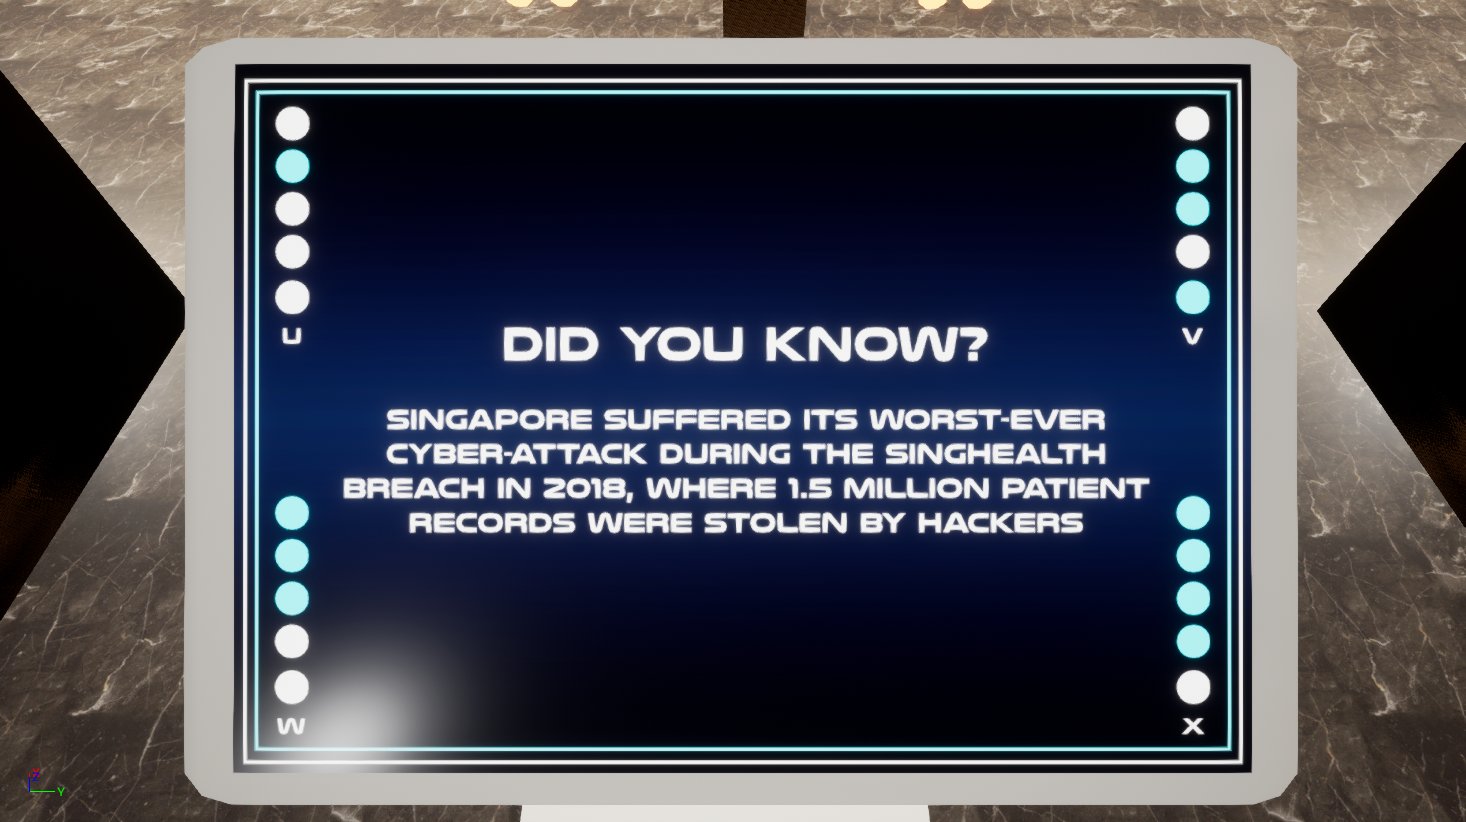 U
V
DID YOU KNOW?
SINGAPORE SUFFERED ITS WORST-EVER
CYBER-ATTACK DURING THE SINGHEALTH
BREACH IN 2018, WHERE 1.5 MILLION PATIENT
RECORDS WERE STOLEN BY HACKERS
W
X
Z
Y